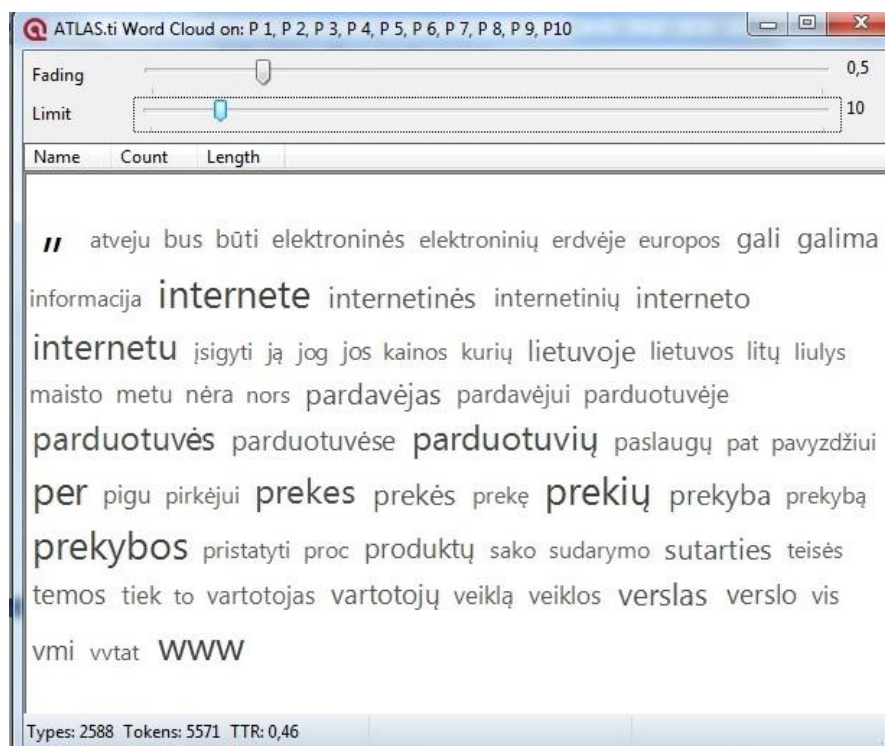 ATLAS.ti Word Cloud on: P 1, P 2, P 3, P 4, P 5, P 6, P 7, P 8, P 9, P10
Fading 0,5
Limit 10
Name Count Length
„ atveju bus būti elektroninės elektroninių erdvėje europos gali galima
informacija internete internetinės internetinių interneto
internetu įsigyti ją jog jos kainos kurių lietuvoje lietuvos litų liulys
maisto metu nėra nors pardavėjas pardavėjui parduotuvėje
parduotuvės parduotuvėse parduotuvių paslaugų pat pavyzdžiui
per pigu pirkėjui prekes prekės prekę prekių prekyba prekybą
prekybos pristatyti proc produktų sako sudarymo sutarties teisės
temos tiek to vartotojas vartotojų veiklą veiklos verslas verslo vis
vmi vvtat www
Types: 2588 Tokens: 5571 TTR: 0,46